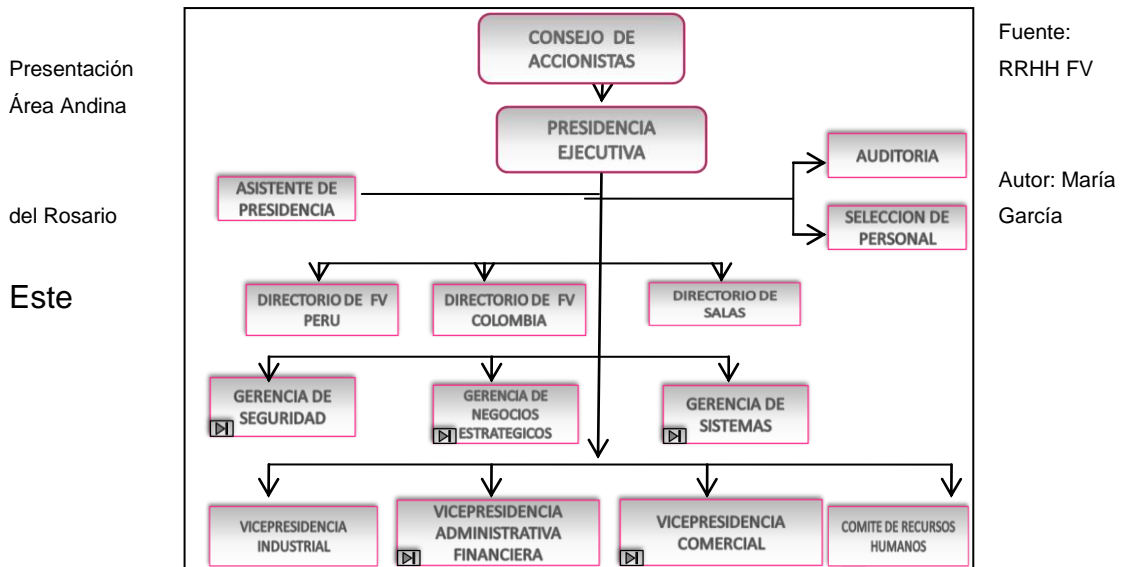 CONSEJO DE
ACCIONISTAS
Fuente:
Presentación
RRHH FV
Área Andina
PRESIDENCIA
EJECUTIVA
AUDITORIA
ASISTENTE DE
PRESIDENCIA
Autor: María
del Rosario
García
SELECCION DE
PERSONAL
Este
DIRECTORIO DE FV
PERU
DIRECTORIO DE FV
COLOMBIA
DIRECTORIO DE
SALAS
GERENCIA DE
SEGURIDAD
GERENCIA DE
NEGOCIOS
ESTRATEGICOS
GERENCIA DE
SISTEMAS
VICEPRESIDENCIA
INDUSTRIAL
VICEPRESIDENCIA
ADMINISTRATIVA
FINANCIERA
VICEPRESIDENCIA
COMERCIAL
COMITE DE RECURSOS
HUMANOS